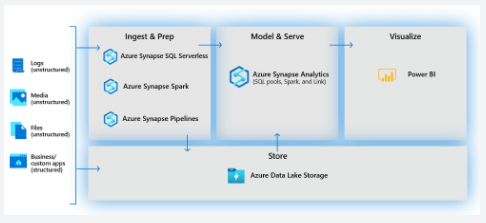 Ingest & Prep
Model & Serve
Visualize
Logs
(unstructured)
Media
(unstructured)
Files
(unstructured)
Business/
custom apps
(structured)
Azure Synapse SQL Serverless
Azure Synapse Spark
Azure Synapse Pipelines
Azure Synapse Analytics
(SQL pools, Spark, and Link)
Power BI
Store
Azure Data Lake Storage